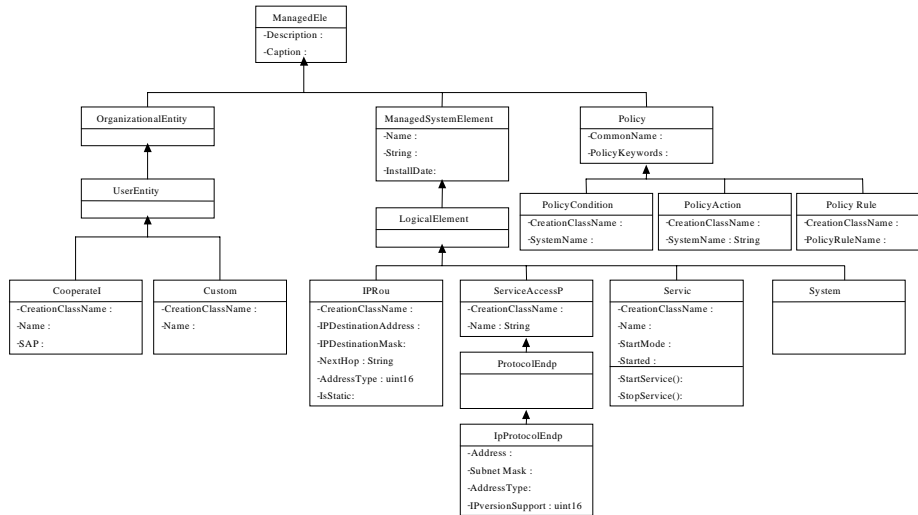 ManagedEle
-Description :
-Caption :
OrganizationalEntity
ManagedSystemElement
-Name :
-String :
-InstallDate:
Policy
-CommonName :
-PolicyKeywords :
UserEntity
LogicalElement
PolicyCondition
-CreationClassName :
-SystemName :
PolicyAction
-CreationClassName :
-SystemName : String
Policy Rule
-CreationClassName :
-PolicyRuleName :
CooperateI
-CreationClassName :
-Name :
-SAP :
Custom
-CreationClassName :
-Name :
IPRou
-CreationClassName :
-IPDestinationAddress :
-IPDestinationMask:
-NextHop : String
-AddressType : uint16
-IsStatic:
ServiceAccessP
-CreationClassName :
-Name : String
Servic
-CreationClassName :
-Name :
-StartMode :
-Started :
-StartService():
-StopService():
System
ProtocolEndp
IpProtocolEndp
-Address :
-Subnet Mask :
-AddressType:
-IPversionSupport : uint16